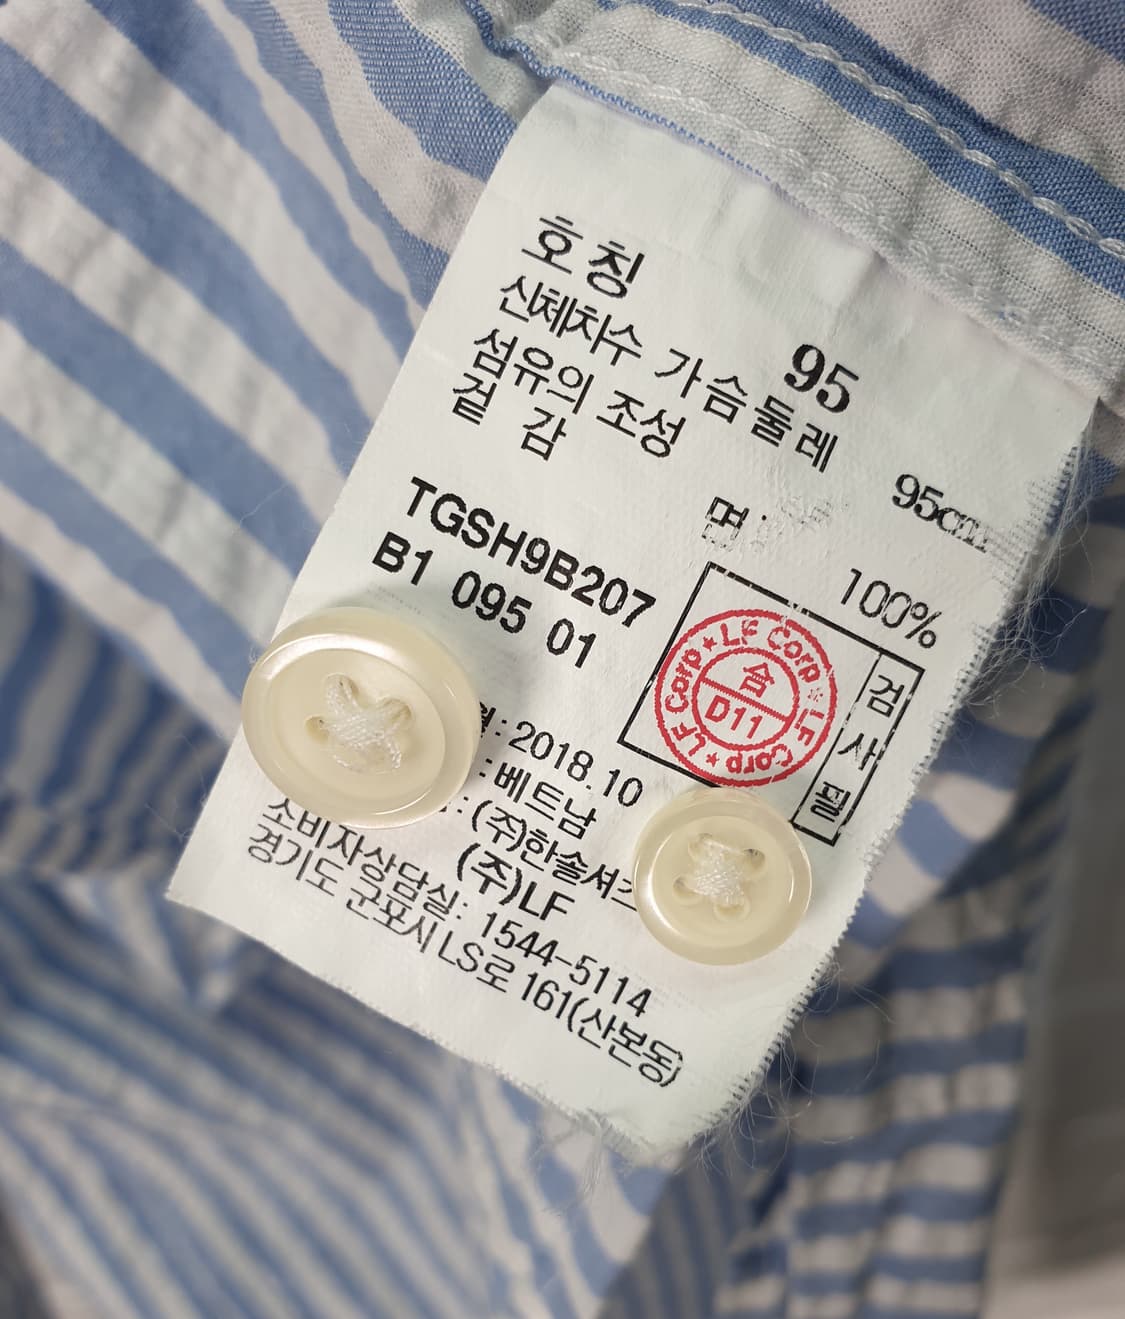 호칭 95
신체치수 가슴둘레 95cm
섬유의 조성
겉 감 면: 100%
TGSH9B207
B1 095 01
검사필
LF Corp ★ LF Corp ★ LF Corp ★
合
D11
: 2018.10
: 베트남
: (주)한솔셔츠
(주)LF
소비자상담실: 1544-5114
경기도 군포시 LS로 161(산본동)